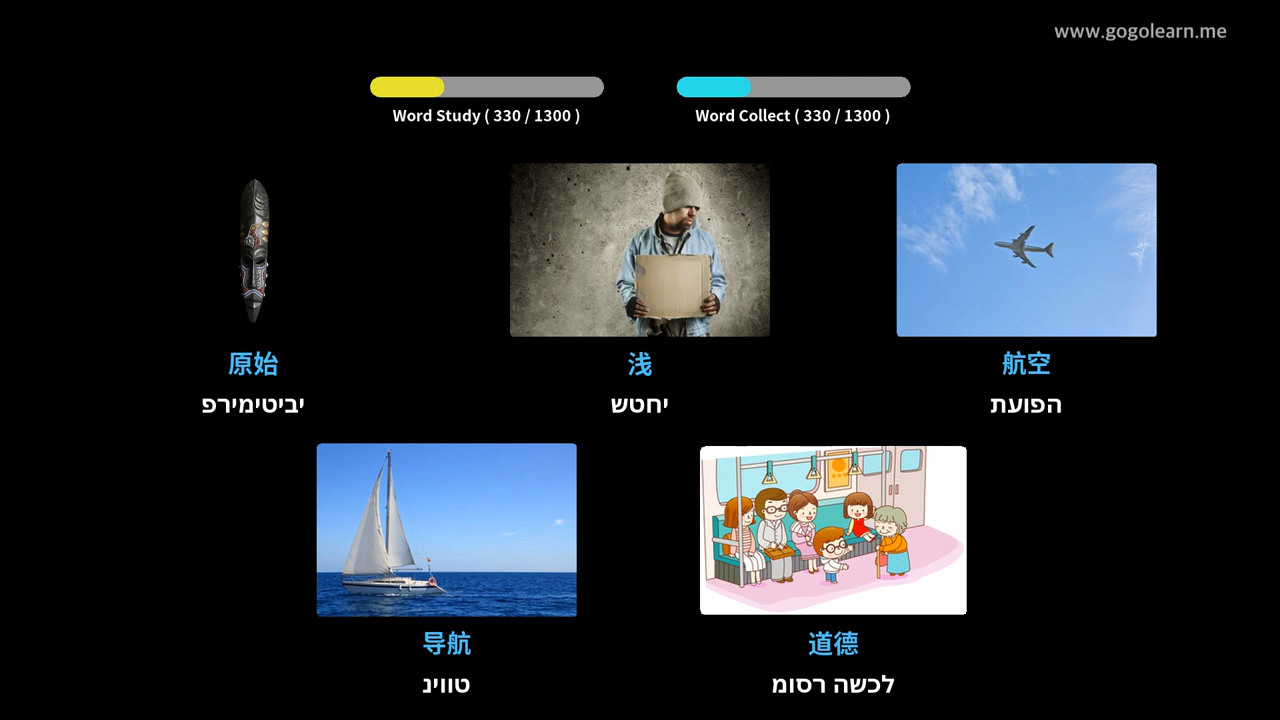 www.gogolearn.me
Word Study ( 330 / 1300 )
Word Collect ( 330 / 1300 )
原始
יביטימירפ
浅
יחטש
航空
הפועת
导航
טווינ
道德
לכשה רסומ